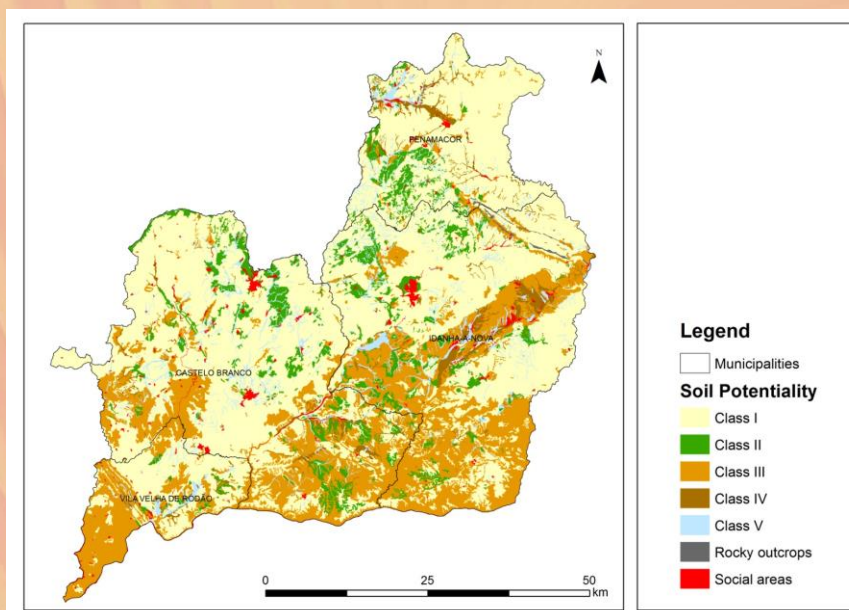 N
PENAMACOR
IDANHA-A-NOVA
CASTELO BRANCO
VILA VELHA DE RODÃO
0 25 50
km
Legend
Municipalities
Soil Potentiality
Class I
Class II
Class III
Class IV
Class V
Rocky outcrops
Social areas